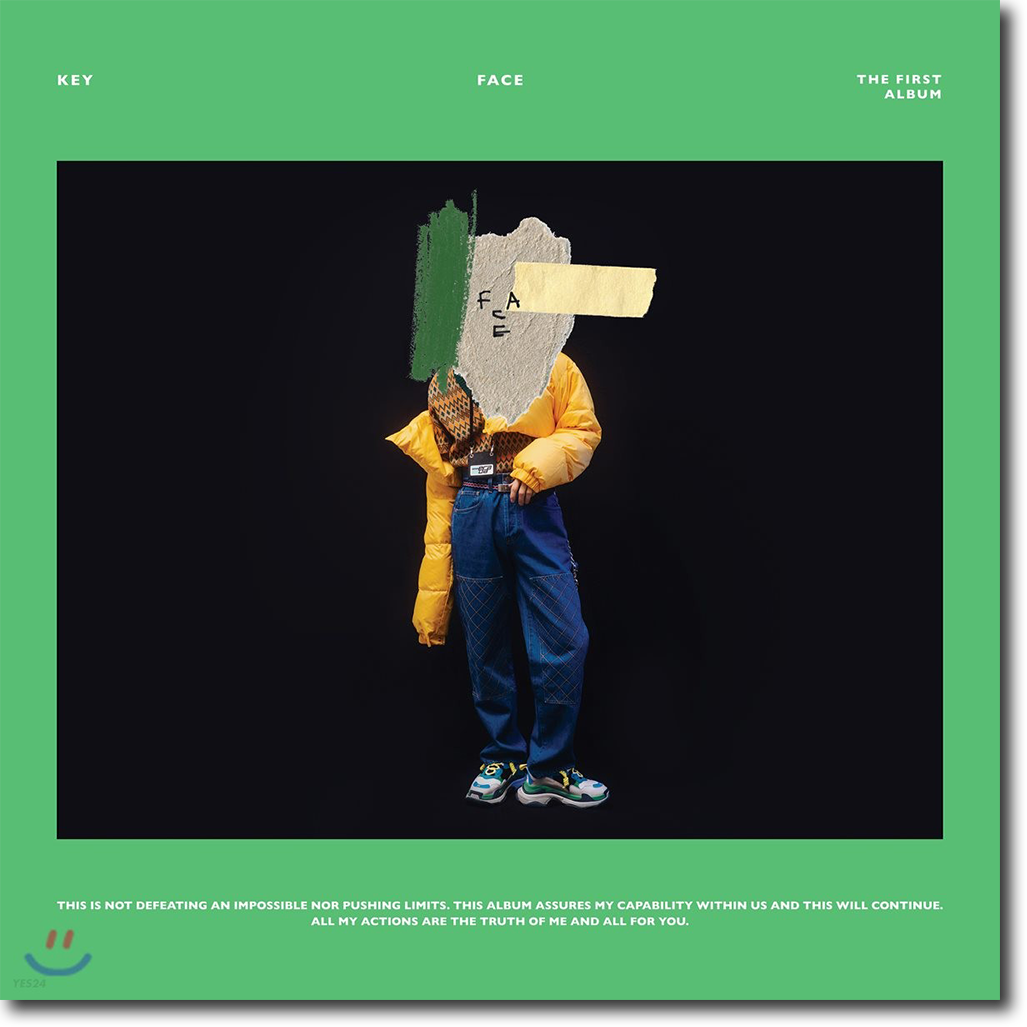 KEY
FACE
THE FIRST
ALBUM
F A
C
E
THIS IS NOT DEFEATING AN IMPOSSIBLE NOR PUSHING LIMITS. THIS ALBUM ASSURES MY CAPABILITY WITHIN US AND THIS WILL CONTINUE.
ALL MY ACTIONS ARE THE TRUTH OF ME AND ALL FOR YOU.
YES24